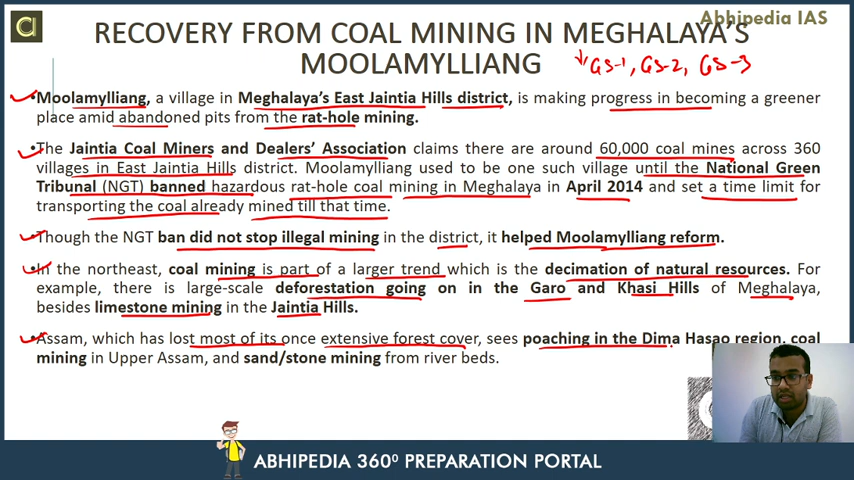 Abhipedia IAS
RECOVERY FROM COAL MINING IN MEGHALAYA'S
MOOLAMYLLIANG
GS-1, GS-2, GS-3
•Moolamylliang, a village in Meghalaya's East Jaintia Hills district, is making progress in becoming a greener
place amid abandoned pits from the rat-hole mining.
•The Jaintia Coal Miners and Dealers' Association claims there are around 60,000 coal mines across 360
villages in East Jaintia Hills district. Moolamylliang used to be one such village until the National Green
Tribunal (NGT) banned hazardous rat-hole coal mining in Meghalaya in April 2014 and set a time limit for
transporting the coal already mined till that time.
•Though the NGT ban did not stop illegal mining in the district, it helped Moolamylliang reform.
•In the northeast, coal mining is part of a larger trend which is the decimation of natural resources. For
example, there is large-scale deforestation going on in the Garo and Khasi Hills of Meghalaya,
besides limestone mining in the Jaintia Hills.
•Assam, which has lost most of its once extensive forest cover, sees poaching in the Dima Hasao region, coal
mining in Upper Assam, and sand/stone mining from river beds.
ABHIPEDIA 360⁰ PREPARATION PORTAL